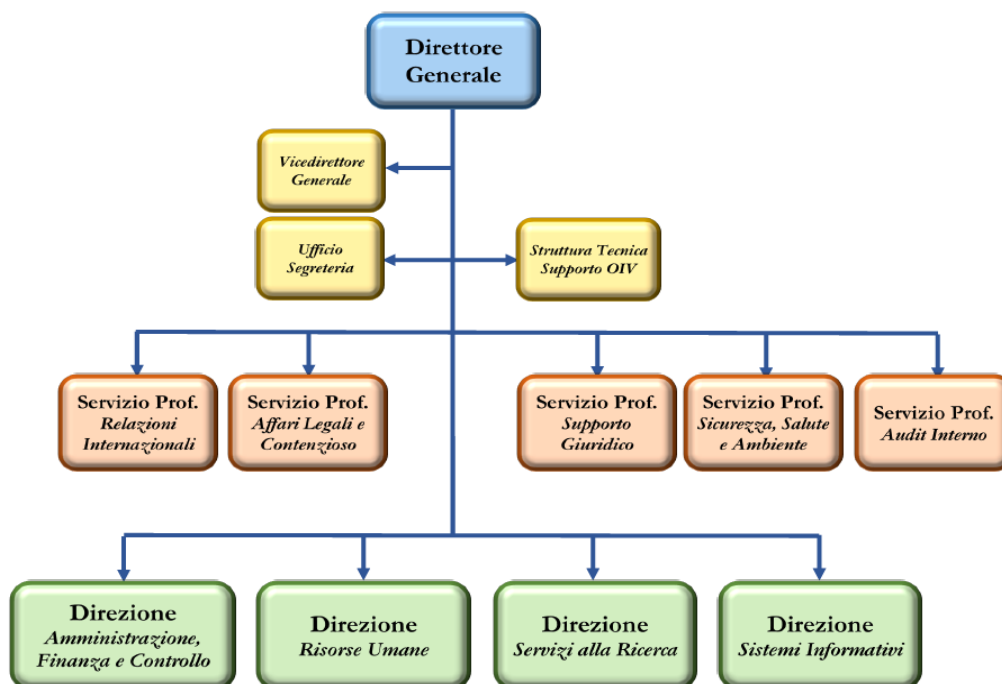 Direttore
Generale
Vicedirettore
Generale
Ufficio
Segreteria
Struttura Tecnica
Supporto OIV
Servizio Prof.
Relazioni
Internazionali
Servizio Prof.
Affari Legali e
Contenzioso
Servizio Prof.
Supporto
Giuridico
Servizio Prof.
Sicurezza, Salute
e Ambiente
Servizio Prof.
Audit Interno
Direzione
Amministrazione,
Finanza e Controllo
Direzione
Risorse Umane
Direzione
Servizi alla Ricerca
Direzione
Sistemi Informativi